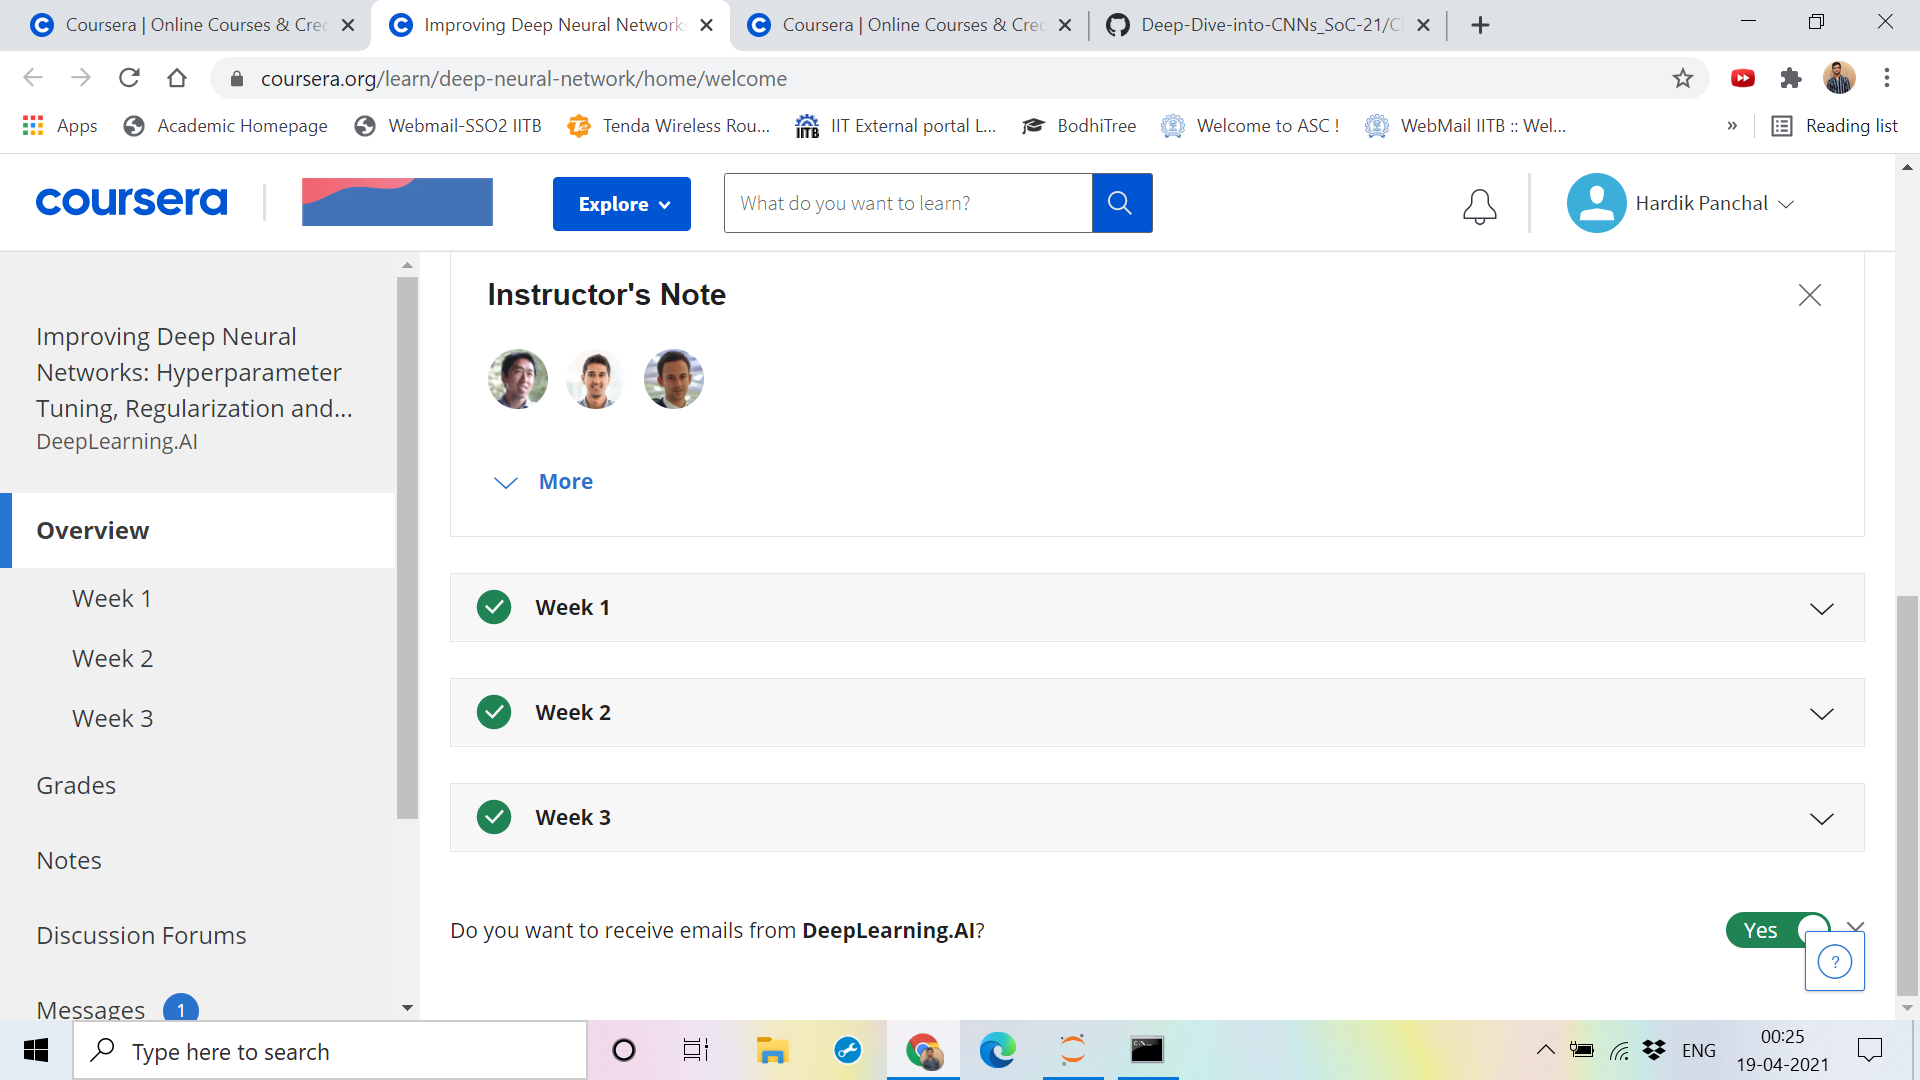 Coursera | Online Courses & Cre
Improving Deep Neural Network
Coursera | Online Courses & Cre
Deep-Dive-into-CNNs_SoC-21/C
coursera.org/learn/deep-neural-network/home/welcome
Apps
Academic Homepage
Webmail-SSO2 IITB
Tenda Wireless Rou...
IIT External portal L...
BodhiTree
Welcome to ASC !
WebMail IITB :: Wel...
»
Reading list
coursera
Explore
What do you want to learn?
Hardik Panchal
Improving Deep Neural
Networks: Hyperparameter
Tuning, Regularization and...
DeepLearning.AI
Overview
Week 1
Week 2
Week 3
Grades
Notes
Discussion Forums
Messages 1
Instructor's Note
More
Week 1
Week 2
Week 3
Do you want to receive emails from DeepLearning.AI?
Yes
?
Type here to search
ENG
00:25
19-04-2021